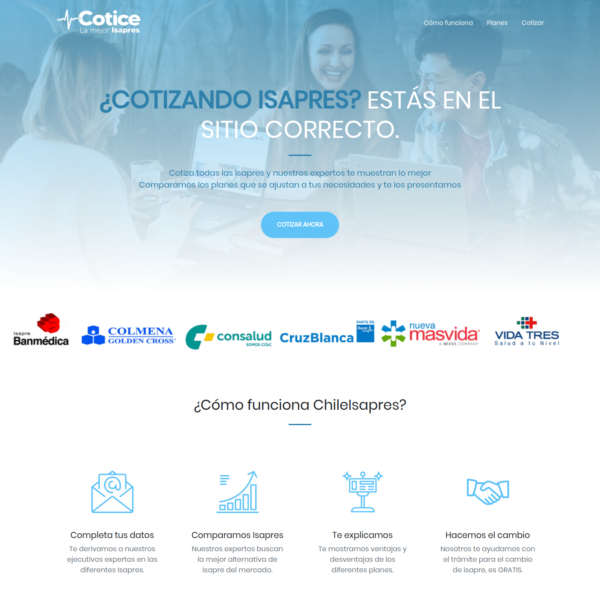 Cotice
La mejor Isapres
Cómo funciona Planes Cotizar
¿COTIZANDO ISAPRES? ESTÁS EN EL
SITIO CORRECTO.
Cotiza todas las isapres y nuestros expertos te muestran lo mejor
Comparamos los planes que se ajustan a tus necesidades y te los presentamos
COTIZAR AHORA
Isapre
Banmédica
COLMENA
GOLDEN CROSS
consalud
SOMOS CChC
CruzBlanca
PARTE DE
nueva
masvida
A NEXUS COMPANY
VIDA TRES
Salud a tu Nivel
¿Cómo funciona ChileIsapres?
Completa tus datos
Te derivamos a nuestros
ejecutivos expertos en las
diferentes Isapres.
Comparamos Isapres
Nuestros expertos buscan
la mejor alternativa de
isapre del mercado.
Te explicamos
Te mostramos ventajas y
desventajas de los
diferentes planes.
Hacemos el cambio
Nosotros te ayudamos con
el trámite para el cambio
de isapre, es GRATIS.